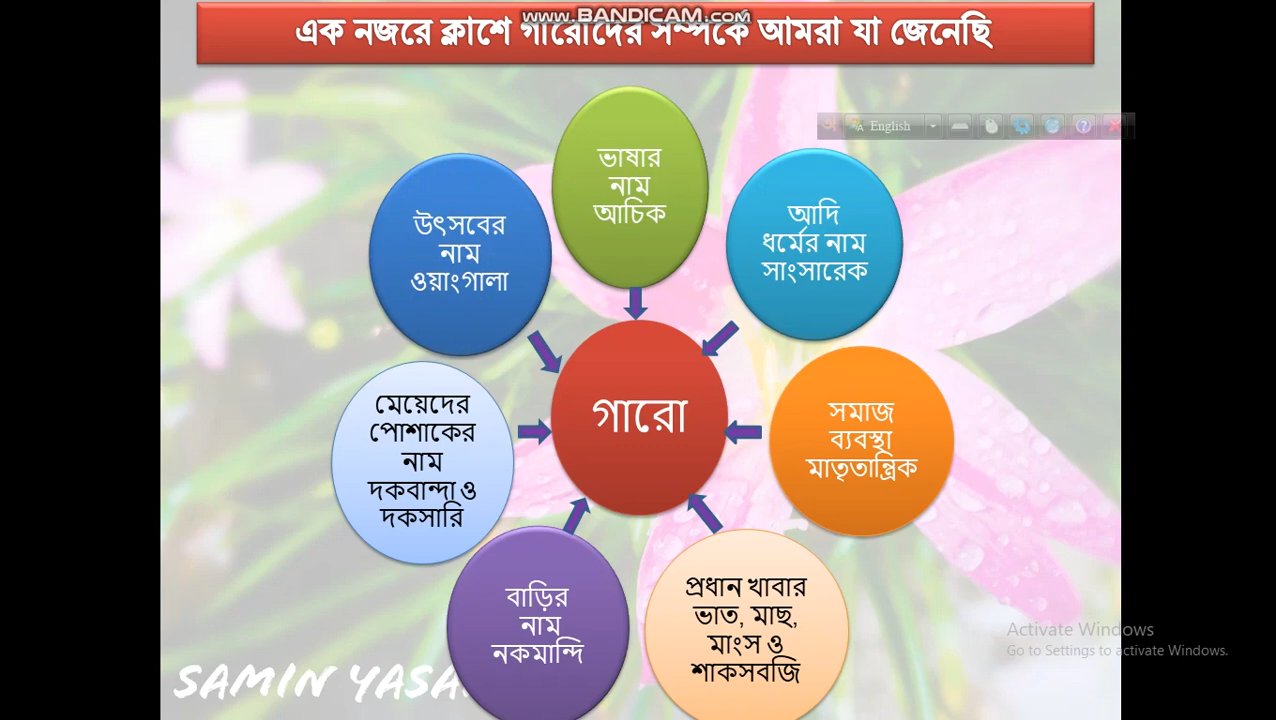 www.BANDICAM.com
এক নজরে ক্লাশে গারোদের সম্পর্কে আমরা যা জেনেছি
English
ভাষার
নাম
আচিক
আদি
ধর্মের নাম
সাংসারেক
উৎসবের
নাম
ওয়াংগালা
গারো
সমাজ
ব্যবস্থা
মাতৃতান্ত্রিক
মেয়েদের
পোশাকের
নাম
দকবান্দা ও
দকসারি
বাড়ির
নাম
নকমান্দি
প্রধান খাবার
ভাত, মাছ,
মাংস ও
শাকসবজি
Activate Windows
Go to Settings to activate Windows.
SAMIN